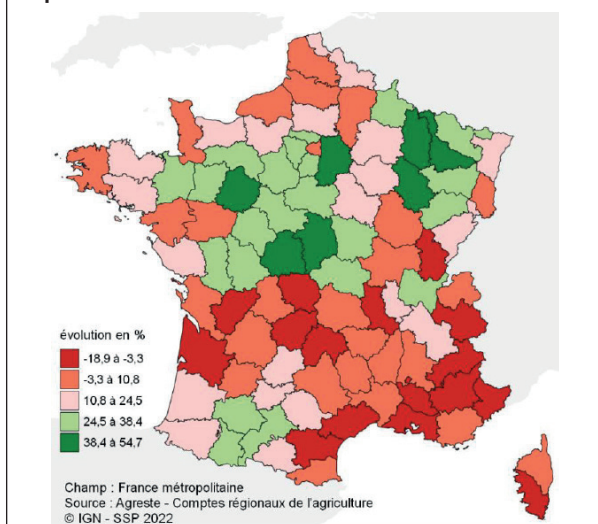 évolution en %
-18,9 à -3,3
-3,3 à 10,8
10,8 à 24,5
24,5 à 38,4
38,4 à 54,7
Champ : France métropolitaine
Source : Agreste - Comptes régionaux de l'agriculture
© IGN - SSP 2022